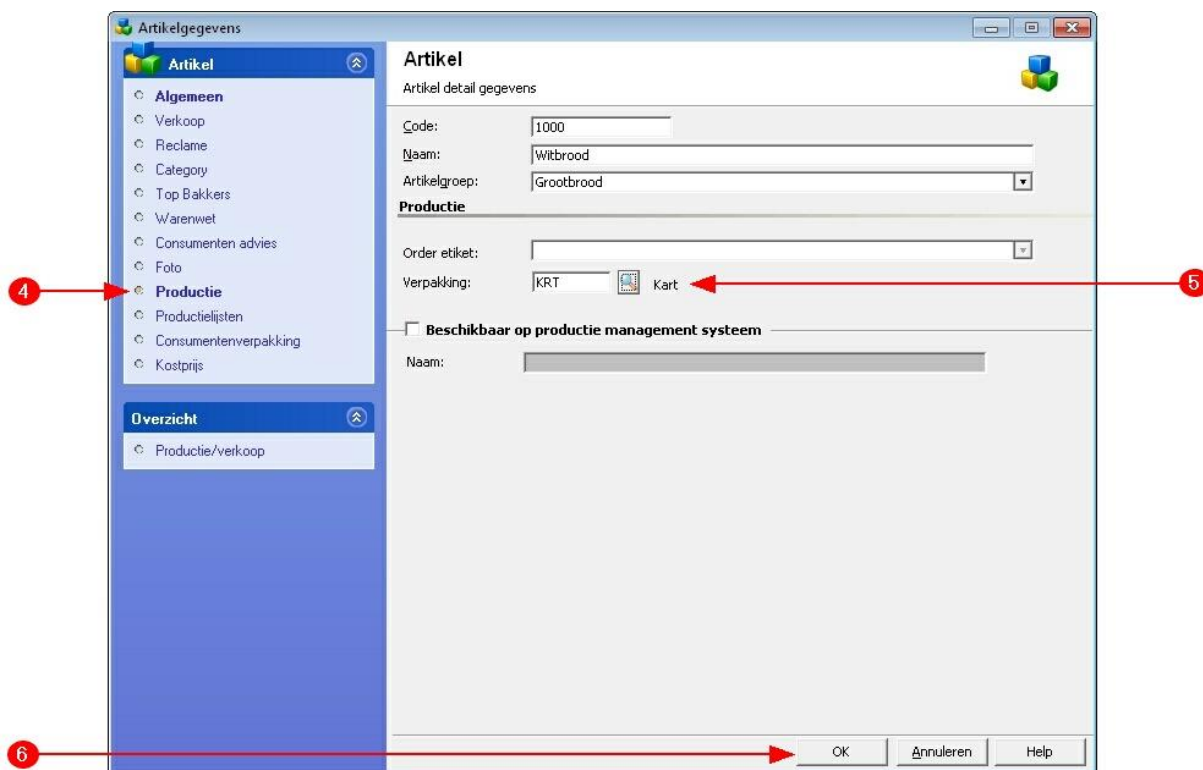 Artikelgegevens
Artikel
Algemeen
Verkoop
Reclame
Category
Top Bakkers
Warenwet
Consumenten advies
Foto
Productie
Productielijsten
Consumentenverpakking
Kostprijs
Overzicht
Productie/verkoop
Artikel
Artikel detail gegevens
Code: 1000
Naam: Witbrood
Artikelgroep: Grootbrood
Productie
Order etiket:
Verpakking: KRT Kart
Beschikbaar op productie management systeem
Naam:
OK Annuleren Help
4
5
6